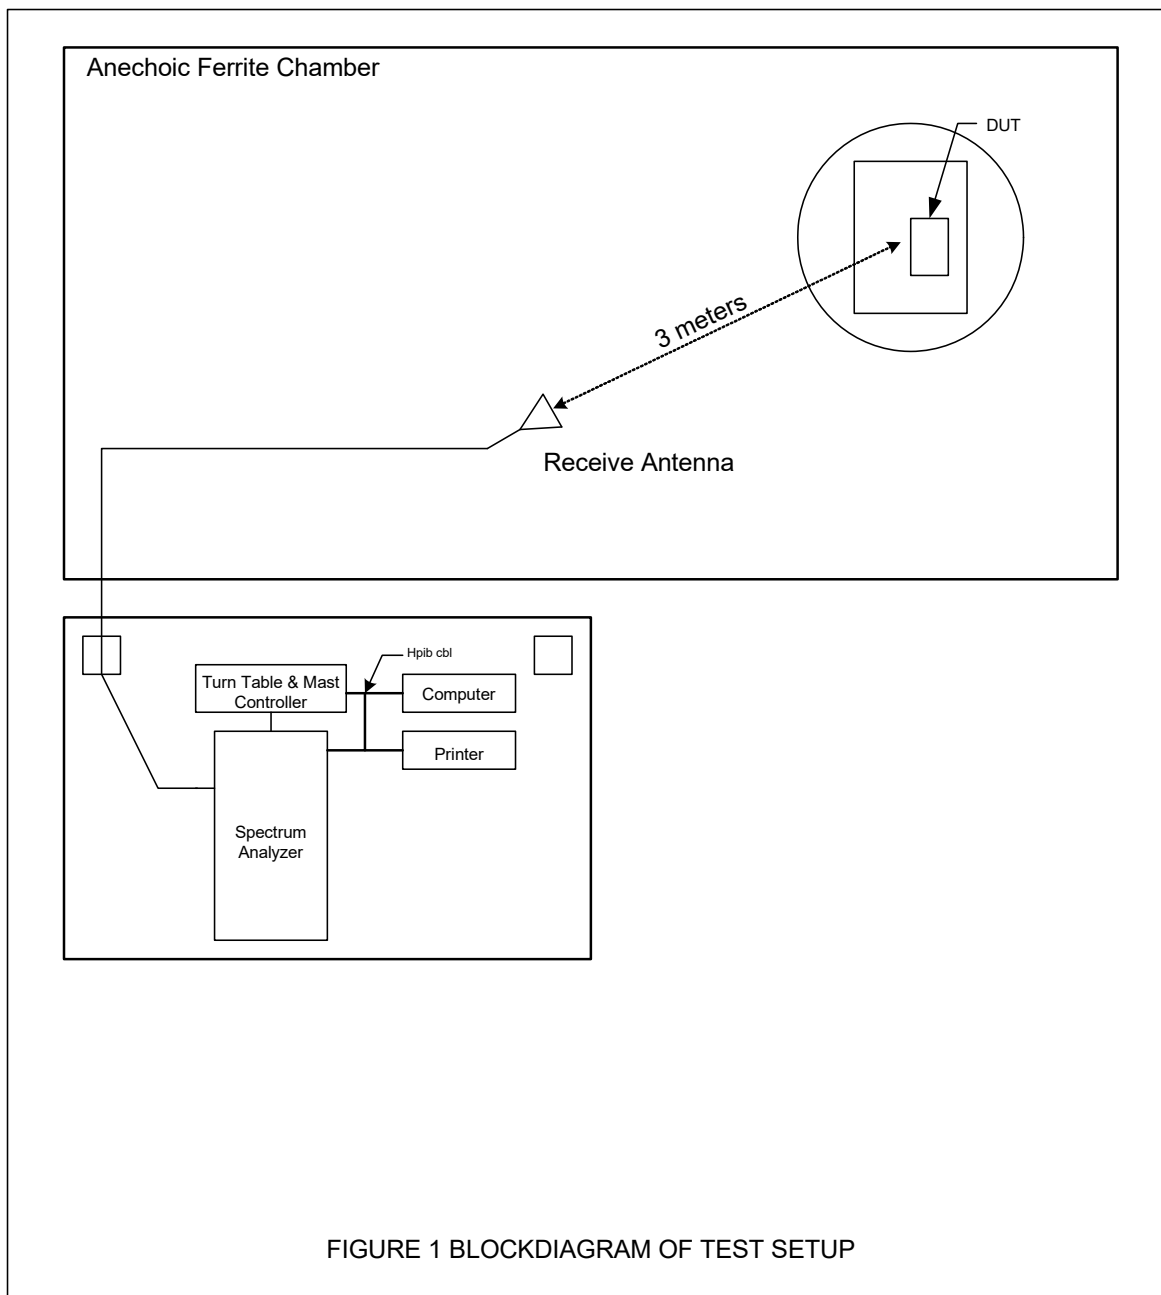 Anechoic Ferrite Chamber
DUT
3 meters
Receive Antenna
Hpib cbl
Turn Table & Mast
Controller
Computer
Printer
Spectrum
Analyzer
FIGURE 1 BLOCKDIAGRAM OF TEST SETUP